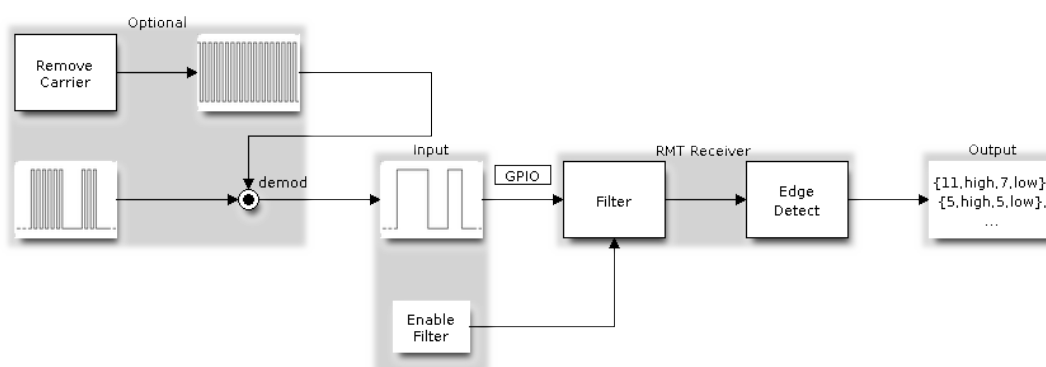 Optional
Remove
Carrier
demod
Input
GPIO
RMT Receiver
Filter
Edge
Detect
Output
{11,high,7,low}
{5,high,5,low},
...
Enable
Filter